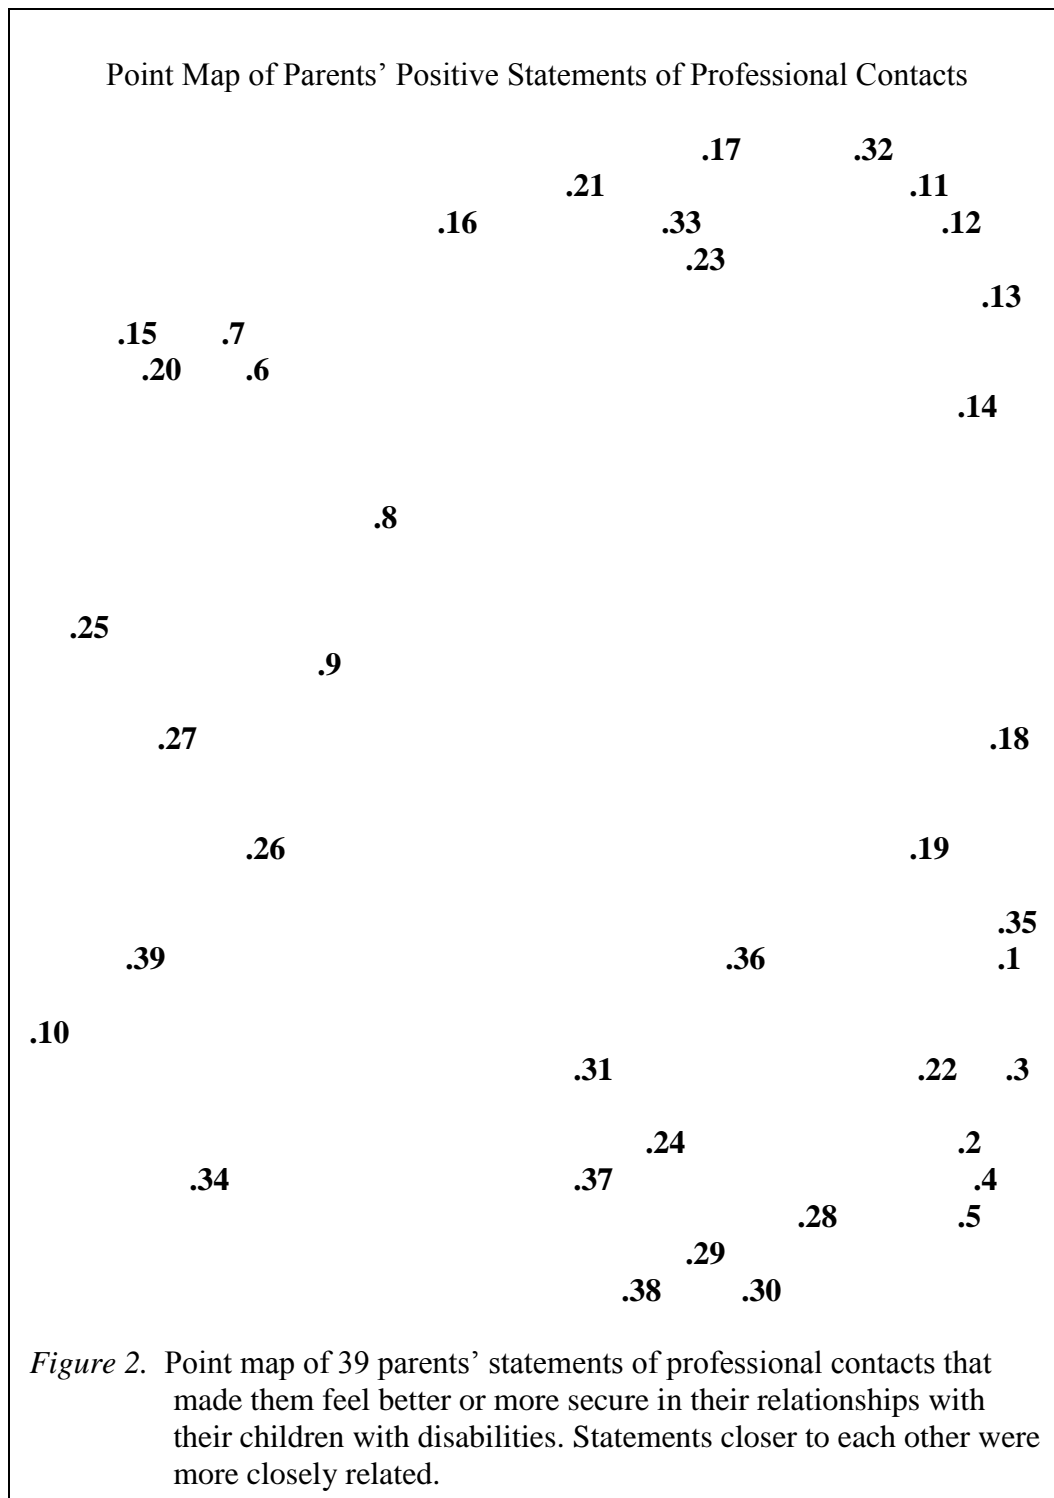 Point Map of Parents’ Positive Statements of Professional Contacts
.17 .32
.21 .11
.16 .33 .12
.23
.13
.15 .7
.20 .6
.14
.8
.25
.9
.27 .18
.26 .19
.35
.39 .36 .1
.10
.31 .22 .3
.24 .2
.34 .37 .4
.28 .5
.29
.38 .30
Figure 2. Point map of 39 parents’ statements of professional contacts that
made them feel better or more secure in their relationships with
their children with disabilities. Statements closer to each other were
more closely related.